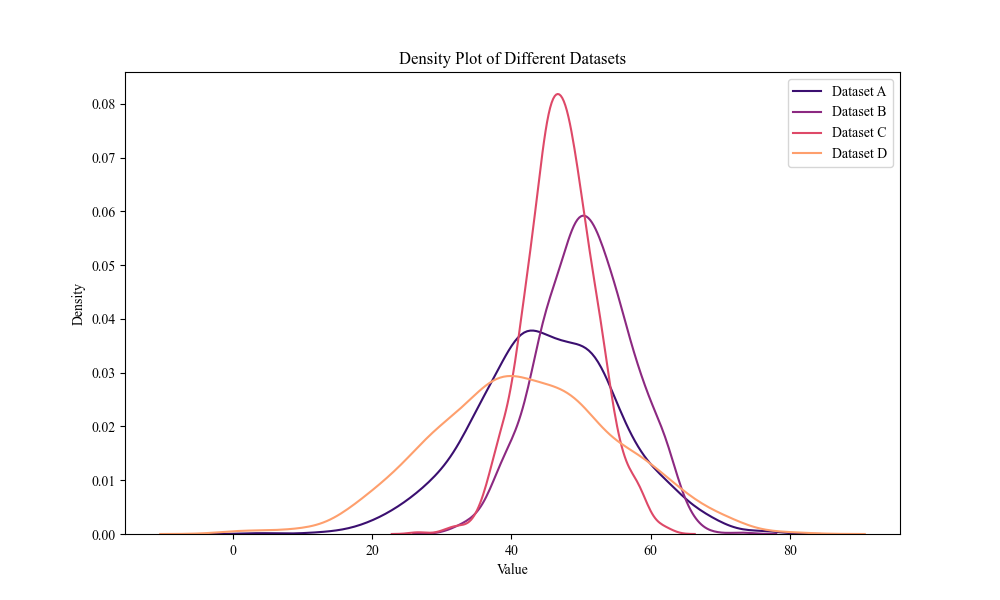 Density Plot of Different Datasets
Dataset A
Dataset B
Dataset C
Dataset D
Density
0.08
0.07
0.06
0.05
0.04
0.03
0.02
0.01
0.00
0
20
40
60
80
Value